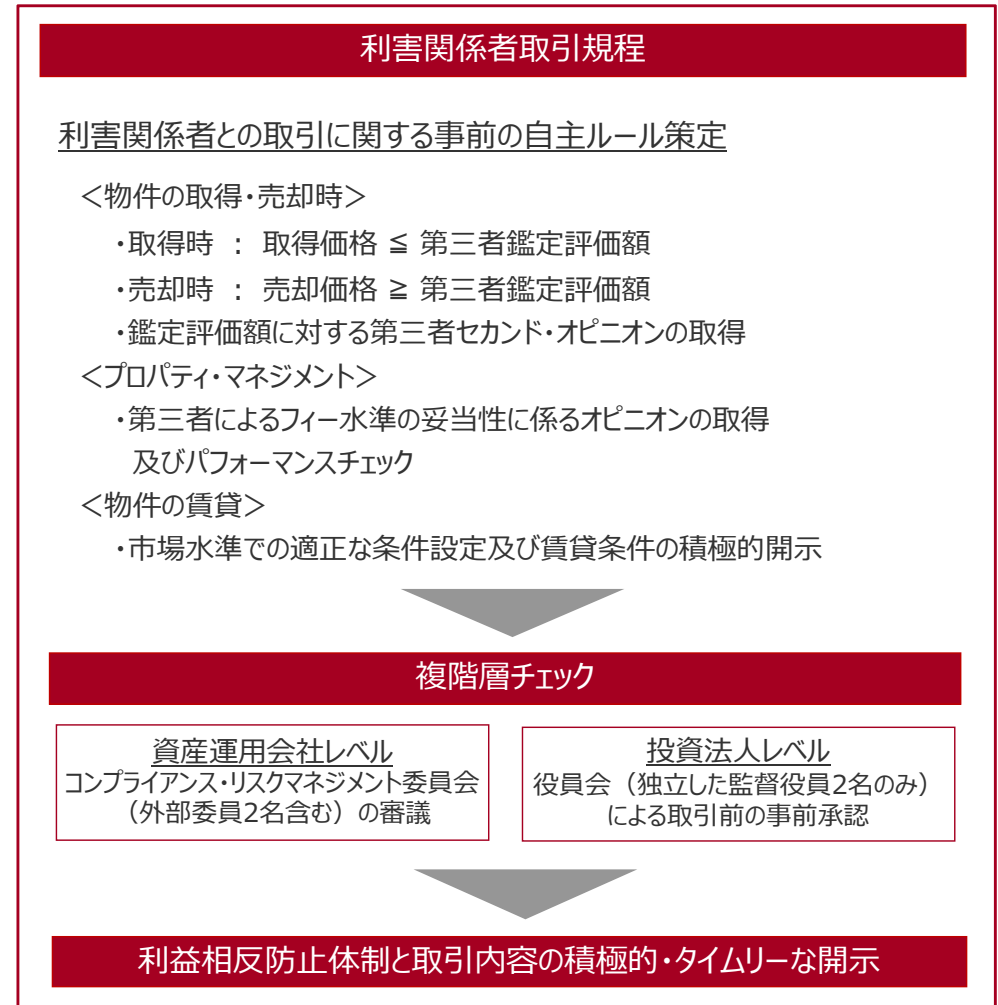 利害関係者取引規程
利害関係者との取引に関する事前の自主ルール策定
＜物件の取得・売却時＞
・取得時 ： 取得価格 ≦ 第三者鑑定評価額
・売却時 ： 売却価格 ≧ 第三者鑑定評価額
・鑑定評価額に対する第三者セカンド・オピニオンの取得
＜プロパティ・マネジメント＞
・第三者によるフィー水準の妥当性に係るオピニオンの取得
及びパフォーマンスチェック
＜物件の賃貸＞
・市場水準での適正な条件設定及び賃貸条件の積極的開示
複階層チェック
資産運用会社レベル
コンプライアンス・リスクマネジメント委員会
（外部委員2名含む）の審議
投資法人レベル
役員会（独立した監督役員2名のみ）
による取引前の事前承認
利益相反防止体制と取引内容の積極的・タイムリーな開示